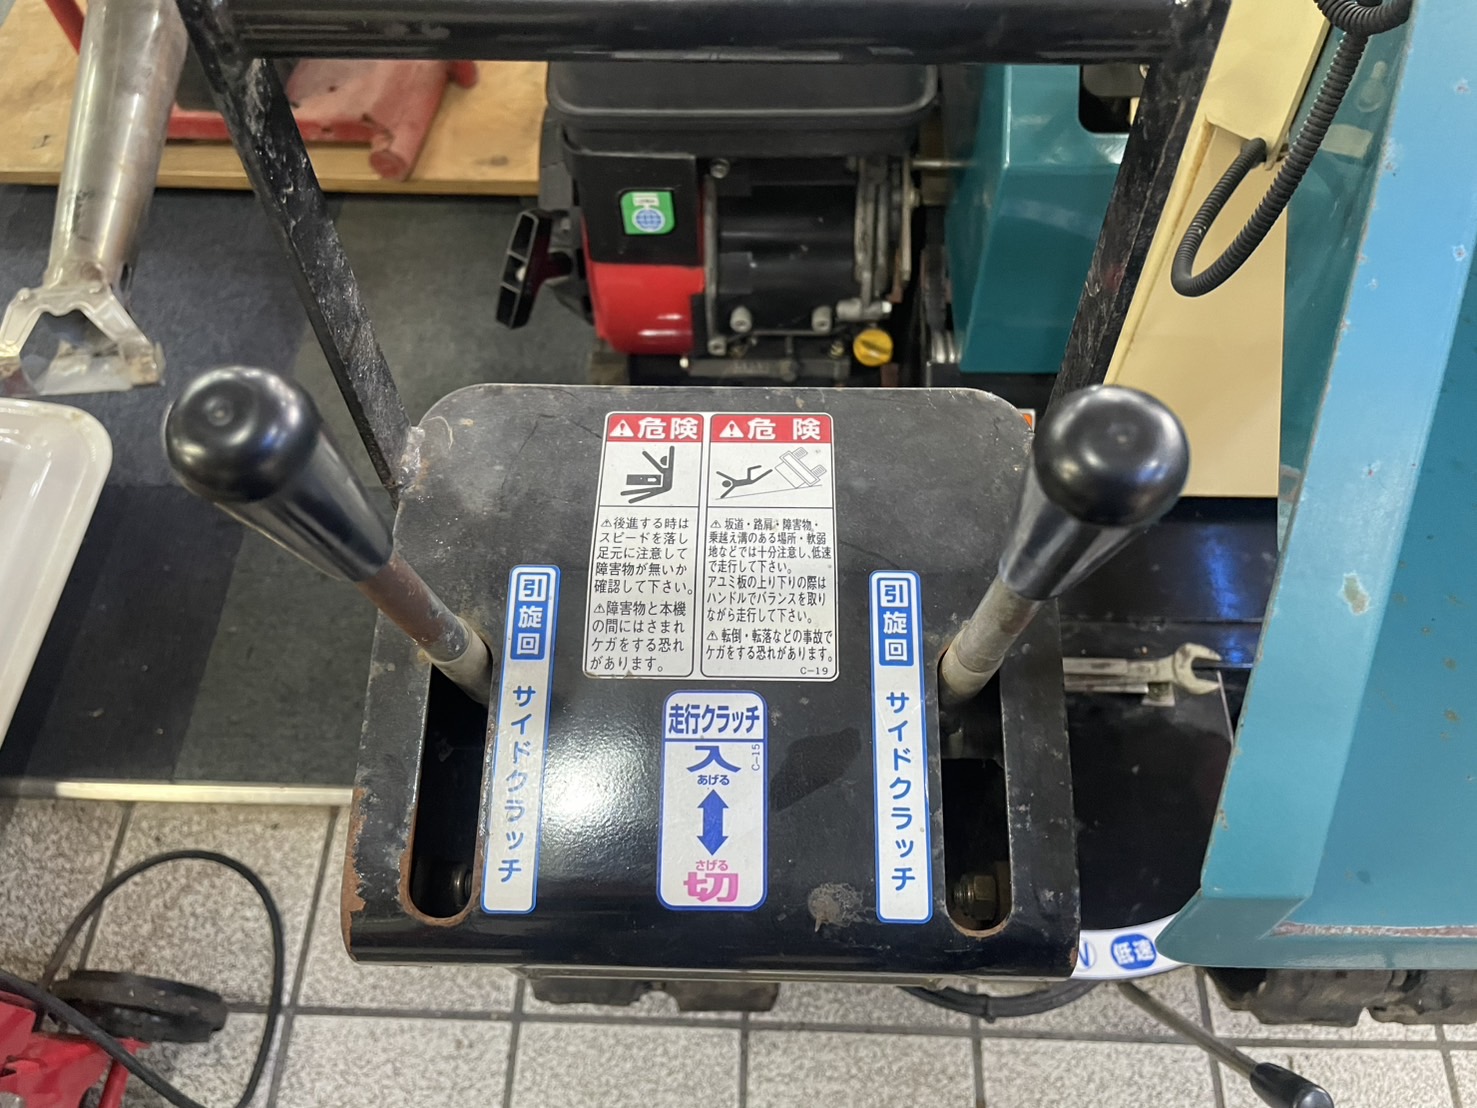 危険
⚠後進する時は
スピードを落し
足元に注意して
障害物が無いか
確認して下さい。
⚠障害物と本機
の間にはさまれ
ケガをする恐れ
があります。
危険
⚠坂道・路肩・障害物・
乗越え溝のある場所・軟弱
地などでは十分注意し、低速
で走行して下さい。
アユミ板の上り下りの際は
ハンドルでバランスを取り
ながら走行して下さい。
⚠転倒・転落などの事故で
ケガをする恐れがあります。
C-19
引旋回
サイドクラッチ
走行クラッチ
入
あげる
C-15
さげる
切
引旋回
サイドクラッチ
N
低速